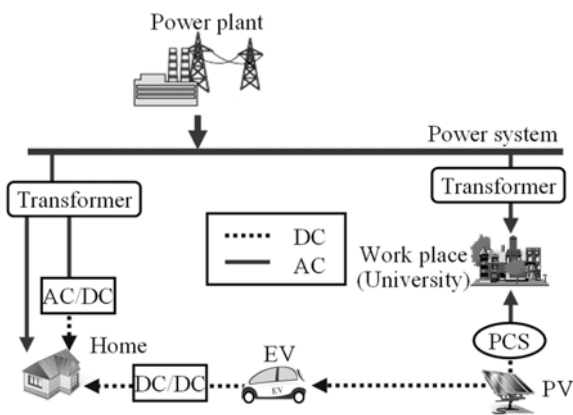 Power plant
Power system
Transformer
Transformer
DC
AC
Work place
(University)
AC/DC
PCS
Home
EV
DC/DC
EV
PV